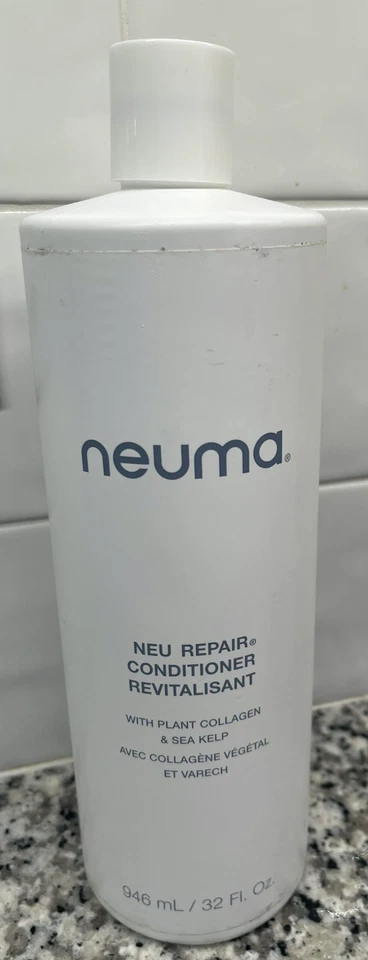 neuma®
NEU REPAIR®
CONDITIONER
REVITALISANT
WITH PLANT COLLAGEN
& SEA KELP
AVEC COLLAGÈNE VÉGÉTAL
ET VARECH
946 mL / 32 Fl. Oz.